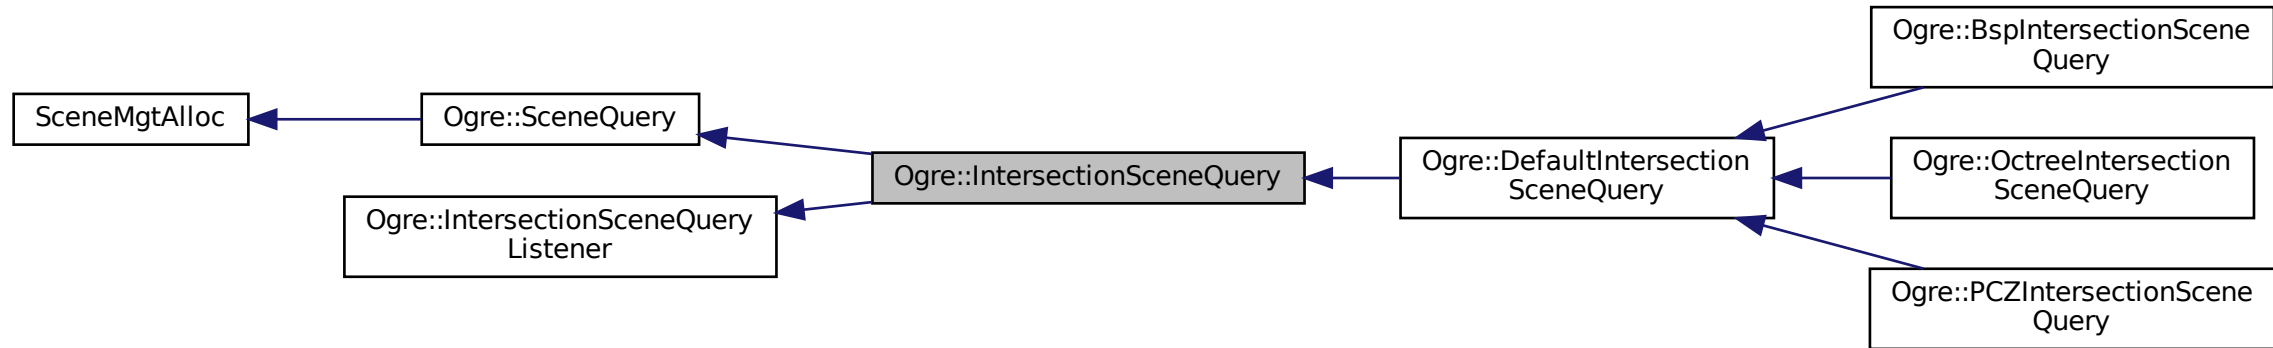 SceneMgtAlloc
Ogre::SceneQuery
Ogre::IntersectionSceneQuery
Listener
Ogre::IntersectionSceneQuery
Ogre::DefaultIntersection
SceneQuery
Ogre::BspIntersectionScene
Query
Ogre::OctreeIntersection
SceneQuery
Ogre::PCZIntersectionScene
Query